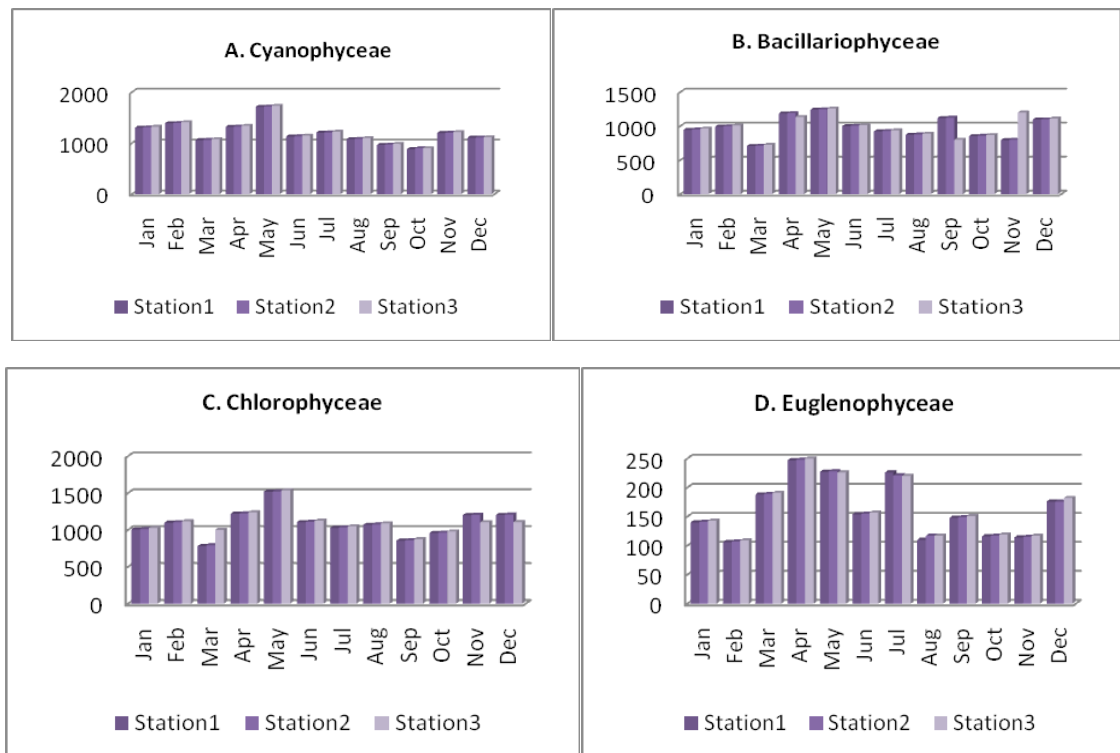 A. Cyanophyceae
2000
1000
0
Jan Feb Mar Apr May Jun Jul Aug Sep Oct Nov Dec
Station1 Station2 Station3
B. Bacillariophyceae
1500
1000
500
0
Jan Feb Mar Apr May Jun Jul Aug Sep Oct Nov Dec
Station1 Station2 Station3
C. Chlorophyceae
2000
1500
1000
500
0
Jan Feb Mar Apr May Jun Jul Aug Sep Oct Nov Dec
Station1 Station2 Station3
D. Euglenophyceae
250
200
150
100
50
0
Jan Feb Mar Apr May Jun Jul Aug Sep Oct Nov Dec
Station1 Station2 Station3